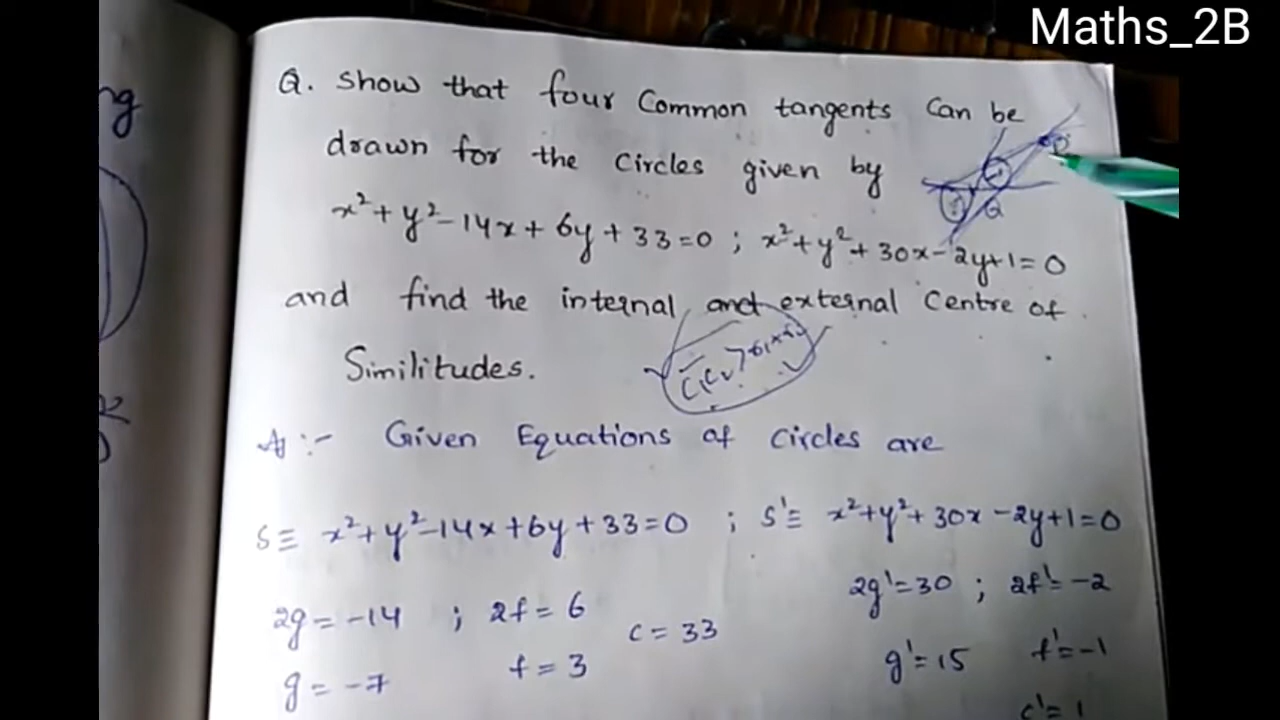 Maths_2B
ng
Q. Show that four Common tangents Can be
drawn for the Circles given by
P
Q
x²+y²-14x+6y+33=0 ; x²+y²+30x-2y+1=0
and find the internal and external Centre of
Similitudes.
A :- Given Equations of Circles are
S≡ x²+y²-14x+6y+33=0 ; S'≡ x²+y²+30x-2y+1=0
2g=-14 ; 2f=6 c=33 2g'=30 ; 2f'=-2
g=-7 f=3 g'=15 f'=-1
c'=1